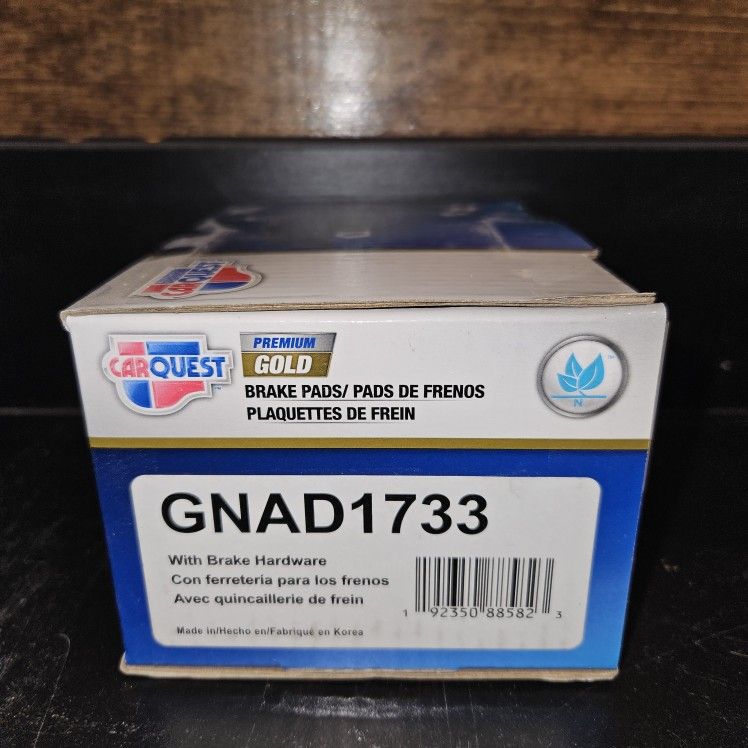 CARQUEST
CARQUEST
PREMIUM
GOLD
BRAKE PADS/ PADS DE FRENOS
PLAQUETTES DE FREIN
N
GNAD1733
With Brake Hardware
Con ferretería para los frenos
Avec quincaillerie de frein
1 92350 88582 3
Made in/Hecho en/Fabriqué en Korea